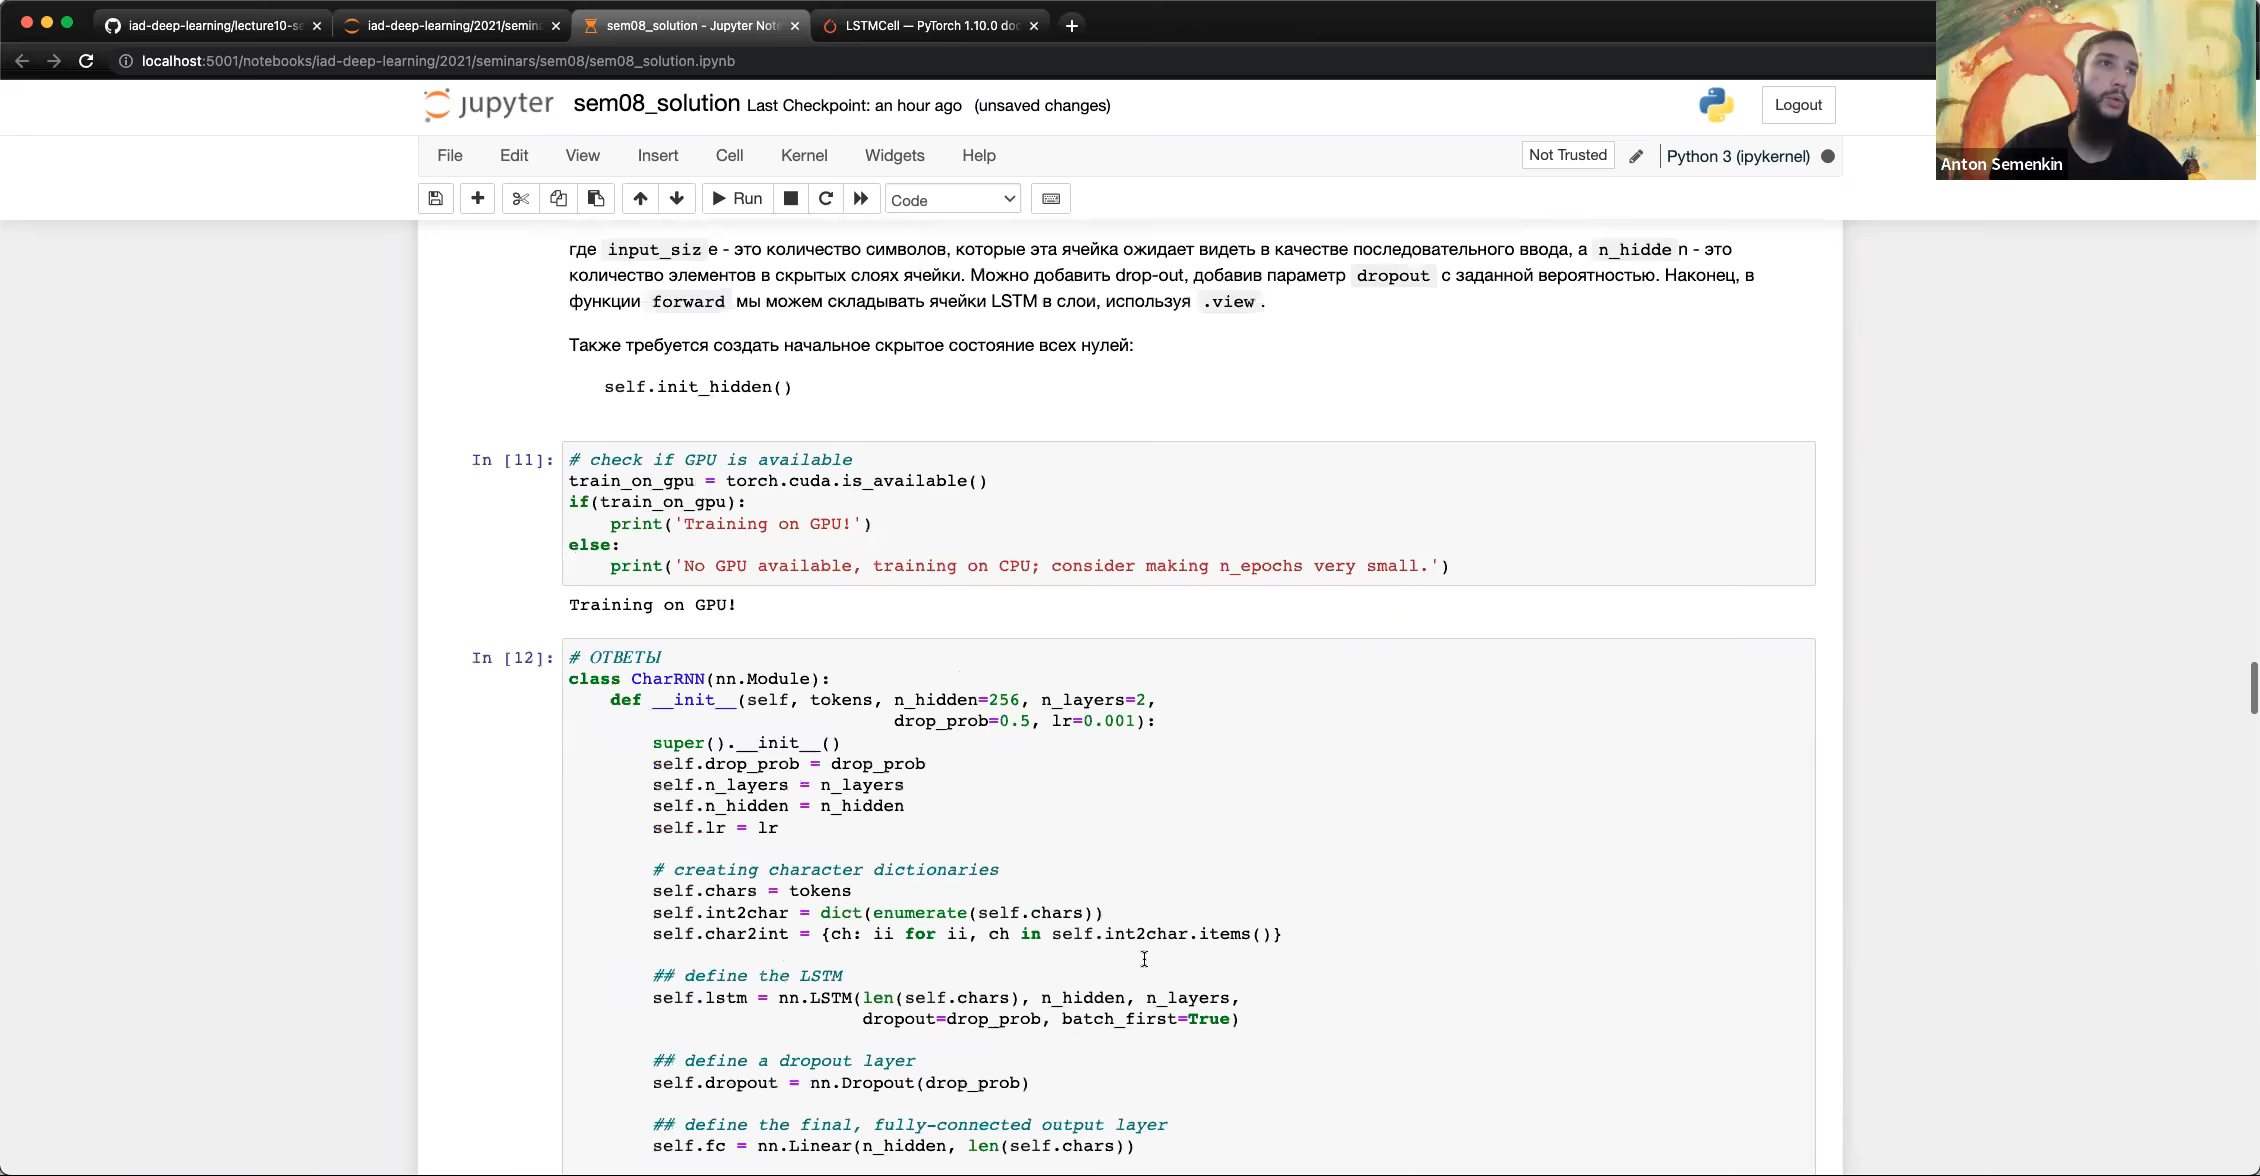 iad-deep-learning/lecture10-se
iad-deep-learning/2021/semina
sem08_solution - Jupyter Note
LSTMCell — PyTorch 1.10.0 doc
localhost:5001/notebooks/iad-deep-learning/2021/seminars/sem08/sem08_solution.ipynb
jupyter sem08_solution Last Checkpoint: an hour ago (unsaved changes)
Logout
Anton Semenkin
File Edit View Insert Cell Kernel Widgets Help
Not Trusted Python 3 (ipykernel)
Run Code
где input_siz e - это количество символов, которые эта ячейка ожидает видеть в качестве последовательного ввода, а n_hidde n - это
количество элементов в скрытых слоях ячейки. Можно добавить drop-out, добавив параметр dropout с заданной вероятностью. Наконец, в
функции forward мы можем складывать ячейки LSTM в слои, используя .view .
Также требуется создать начальное скрытое состояние всех нулей:
self.init_hidden()
In [11]: # check if GPU is available
train_on_gpu = torch.cuda.is_available()
if(train_on_gpu):
print('Training on GPU!')
else:
print('No GPU available, training on CPU; consider making n_epochs very small.')
Training on GPU!
In [12]: # ОТВЕТЫ
class CharRNN(nn.Module):
def __init__(self, tokens, n_hidden=256, n_layers=2,
drop_prob=0.5, lr=0.001):
super().__init__()
self.drop_prob = drop_prob
self.n_layers = n_layers
self.n_hidden = n_hidden
self.lr = lr
# creating character dictionaries
self.chars = tokens
self.int2char = dict(enumerate(self.chars))
self.char2int = {ch: ii for ii, ch in self.int2char.items()}
## define the LSTM
self.lstm = nn.LSTM(len(self.chars), n_hidden, n_layers,
dropout=drop_prob, batch_first=True)
## define a dropout layer
self.dropout = nn.Dropout(drop_prob)
## define the final, fully-connected output layer
self.fc = nn.Linear(n_hidden, len(self.chars))